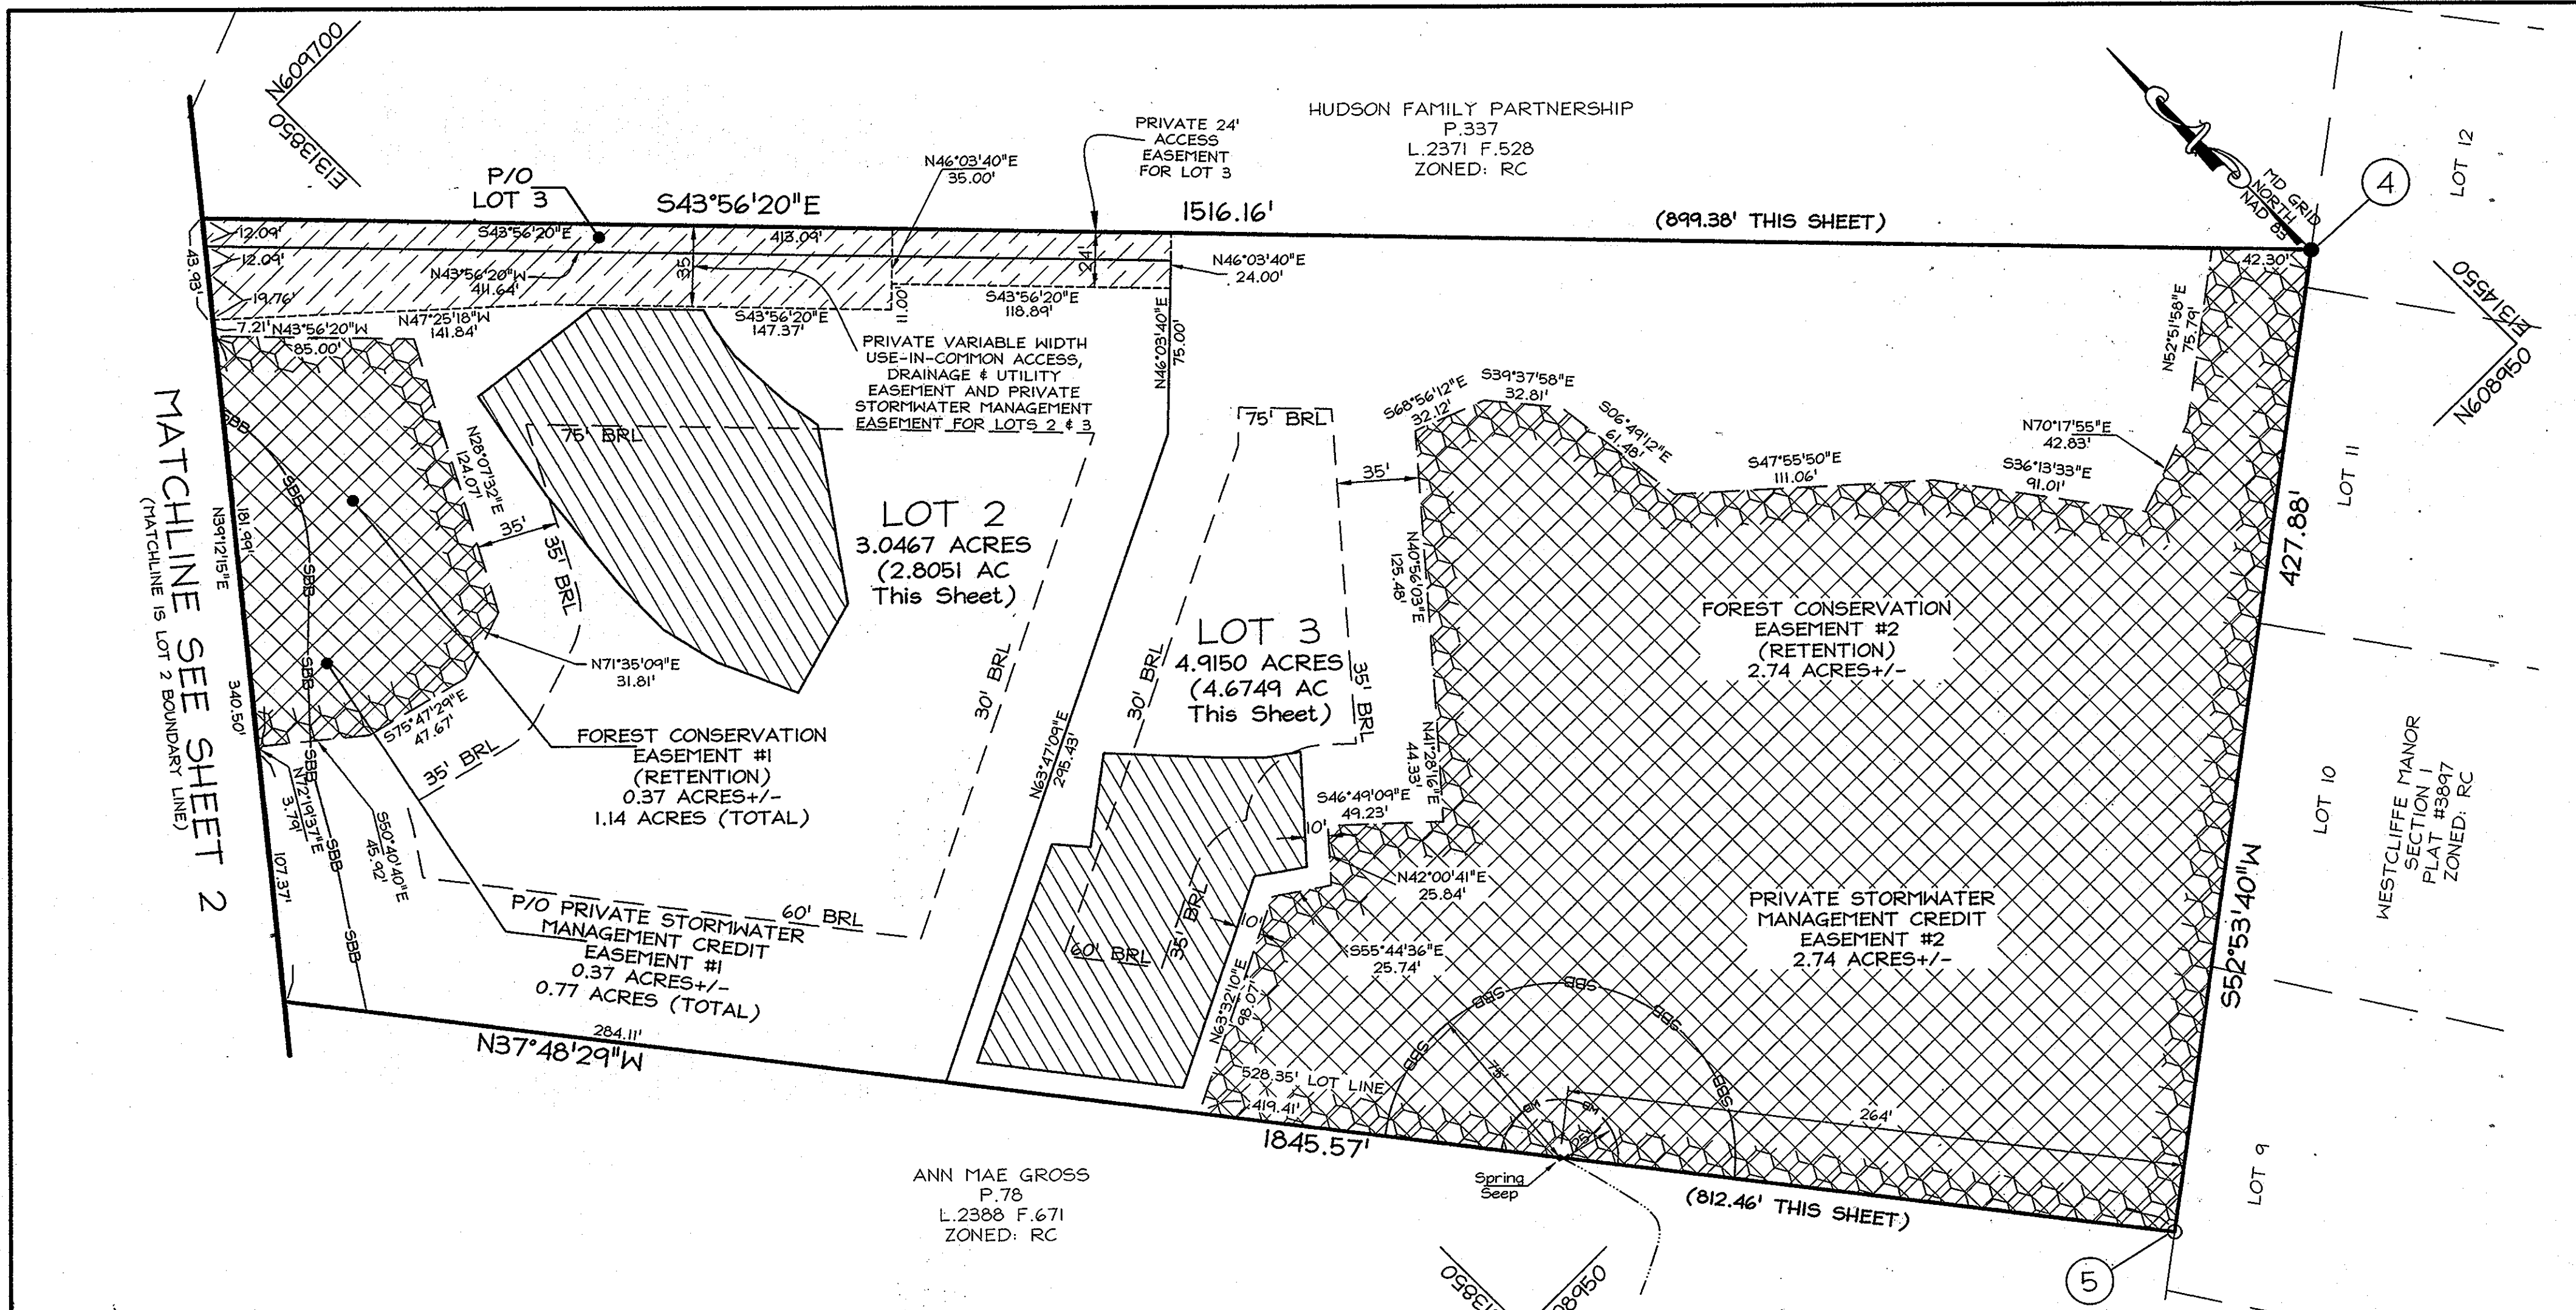 N609700
E1313850
HUDSON FAMILY PARTNERSHIP
P.337
L.2371 F.528
ZONED: RC
PRIVATE 24'
ACCESS
EASEMENT
FOR LOT 3
N46°03'40"E
35.00'
P/O
LOT 3
S43°56'20"E
1516.16'
(899.38' THIS SHEET)
MD GRID
NORTH
NAD 83
4
LOT 12
12.09'
S43°56'20"E
413.09'
12.09'
43.93'
N43°56'20"W
411.64'
35'
24'
N46°03'40"E
24.00'
42.30'
E1314550
N608950
19.76'
11.00'
S43°56'20"E
118.89'
7.21'
N43°56'20"W
85.00'
N47°25'18"W
141.84'
S43°56'20"E
147.37'
N46°03'40"E
75.00'
N52°51'58"E
75.79'
PRIVATE VARIABLE WIDTH
USE-IN-COMMON ACCESS,
DRAINAGE & UTILITY
EASEMENT AND PRIVATE
STORMWATER MANAGEMENT
EASEMENT FOR LOTS 2 & 3
MATCHLINE SEE SHEET 2
(MATCHLINE IS LOT 2 BOUNDARY LINE)
N39°12'15"E
340.50'
181.99'
107.37'
SBB
SBB
SBB
SBB
SBB
SBB
SBB
N28°07'32"E
124.07'
35'
35' BRL
75' BRL
75' BRL
S68°56'12"E
32.12'
S39°37'58"E
32.81'
S06°49'12"E
61.48'
35'
S47°55'50"E
111.06'
S36°13'33"E
91.01'
N70°17'55"E
42.83'
LOT 11
427.88'
LOT 2
3.0467 ACRES
(2.8051 AC
This Sheet)
N40°56'03"E
125.48'
LOT 3
4.9150 ACRES
(4.6749 AC
This Sheet)
35' BRL
FOREST CONSERVATION
EASEMENT #2
(RETENTION)
2.74 ACRES+/-
N71°35'09"E
31.81'
S75°47'29"E
47.67'
35' BRL
30' BRL
30' BRL
N63°47'09"E
295.43'
FOREST CONSERVATION
EASEMENT #1
(RETENTION)
0.37 ACRES+/-
1.14 ACRES (TOTAL)
N72°19'37"E
3.79'
S50°40'40"E
45.92'
N41°28'16"E
44.33'
S46°49'09"E
49.23'
10'
N42°00'41"E
25.84'
LOT 10
WESTCLIFFE MANOR
SECTION 1
PLAT #3897
ZONED: RC
P/O PRIVATE STORMWATER
MANAGEMENT CREDIT
EASEMENT #1
0.37 ACRES+/-
0.77 ACRES (TOTAL)
60' BRL
35' BRL
60' BRL
10'
S55°44'36"E
25.74'
PRIVATE STORMWATER
MANAGEMENT CREDIT
EASEMENT #2
2.74 ACRES+/-
S52°53'40"W
N63°32'10"E
98.07'
SBB
SBB
SBB
SBB
SBB
75'
WB
WB
25'
264'
284.11'
N37°48'29"W
528.35' LOT LINE
419.41'
1845.57'
Spring
Seep
(812.46' THIS SHEET)
LOT 9
ANN MAE GROSS
P.78
L.2388 F.671
ZONED: RC
5